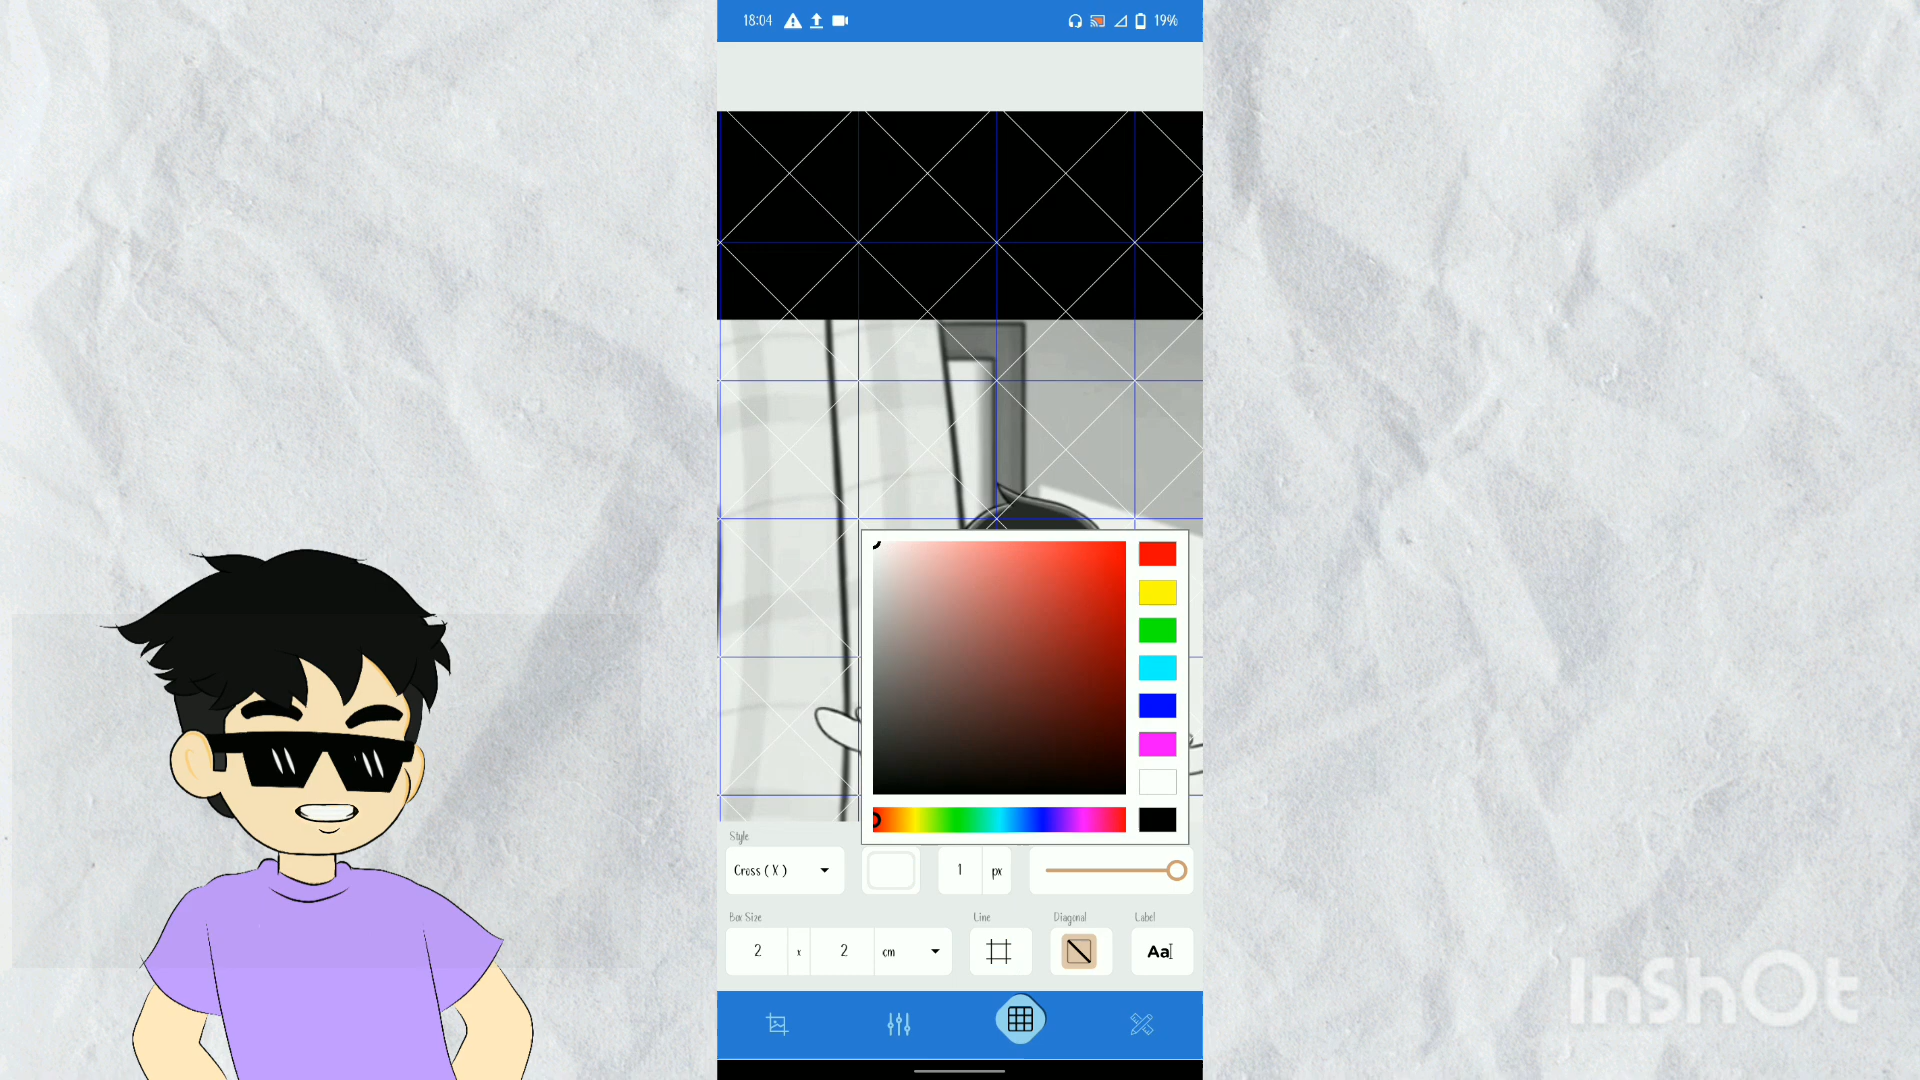 18:04
19%
Style
Cross ( X )
1
px
Box Size
Line
Diagonal
Label
2
x
2
cm
Aa
InShOt